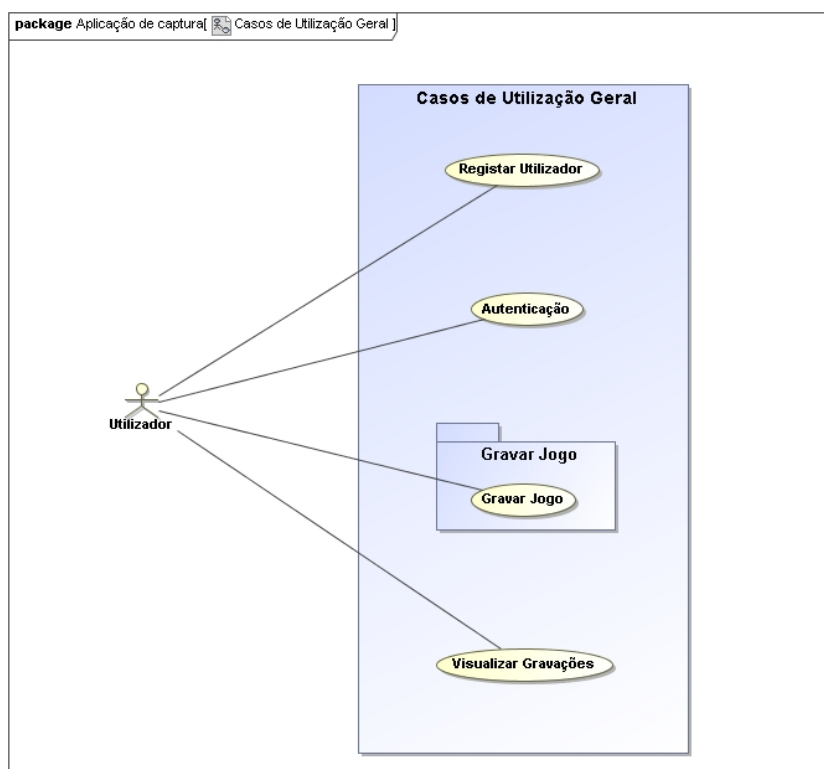 package Aplicação de captura[ Casos de Utilização Geral ]
Casos de Utilização Geral
Registar Utilizador
Autenticação
Utilizador
Gravar Jogo
Gravar Jogo
Visualizar Gravações